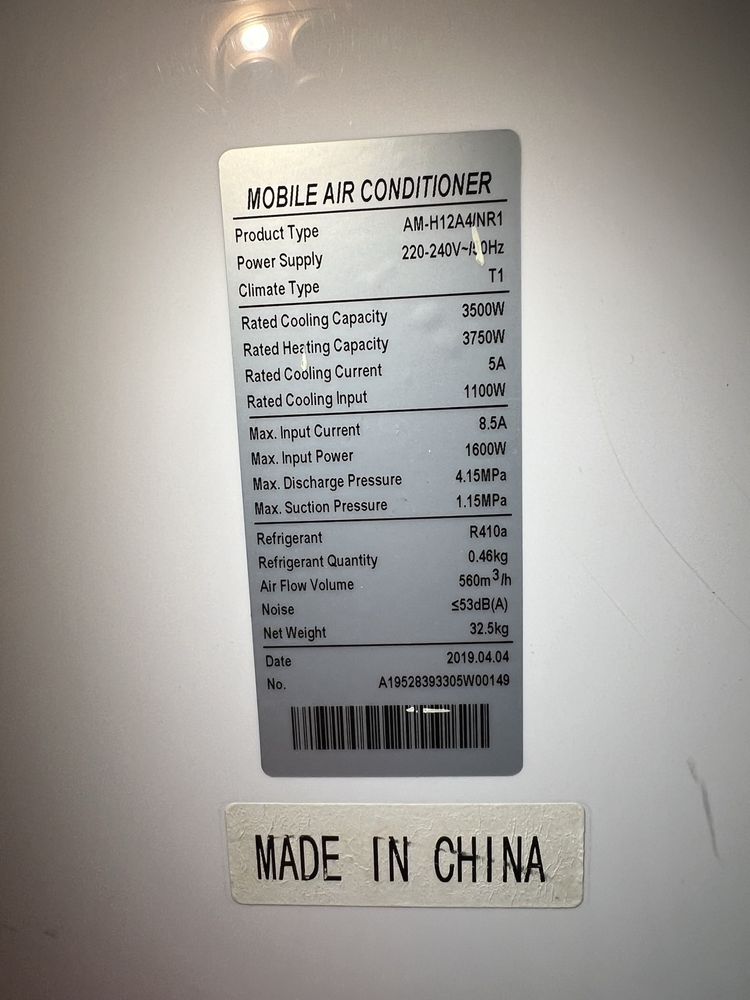 MOBILE AIR CONDITIONER
Product Type AM-H12A4/NR1
Power Supply 220-240V~/50Hz
Climate Type T1
Rated Cooling Capacity 3500W
Rated Heating Capacity 3750W
Rated Cooling Current 5A
Rated Cooling Input 1100W
Max. Input Current 8.5A
Max. Input Power 1600W
Max. Discharge Pressure 4.15MPa
Max. Suction Pressure 1.15MPa
Refrigerant R410a
Refrigerant Quantity 0.46kg
Air Flow Volume 560m³/h
Noise ≤53dB(A)
Net Weight 32.5kg
Date 2019.04.04
No. A19528393305W00149
MADE IN CHINA